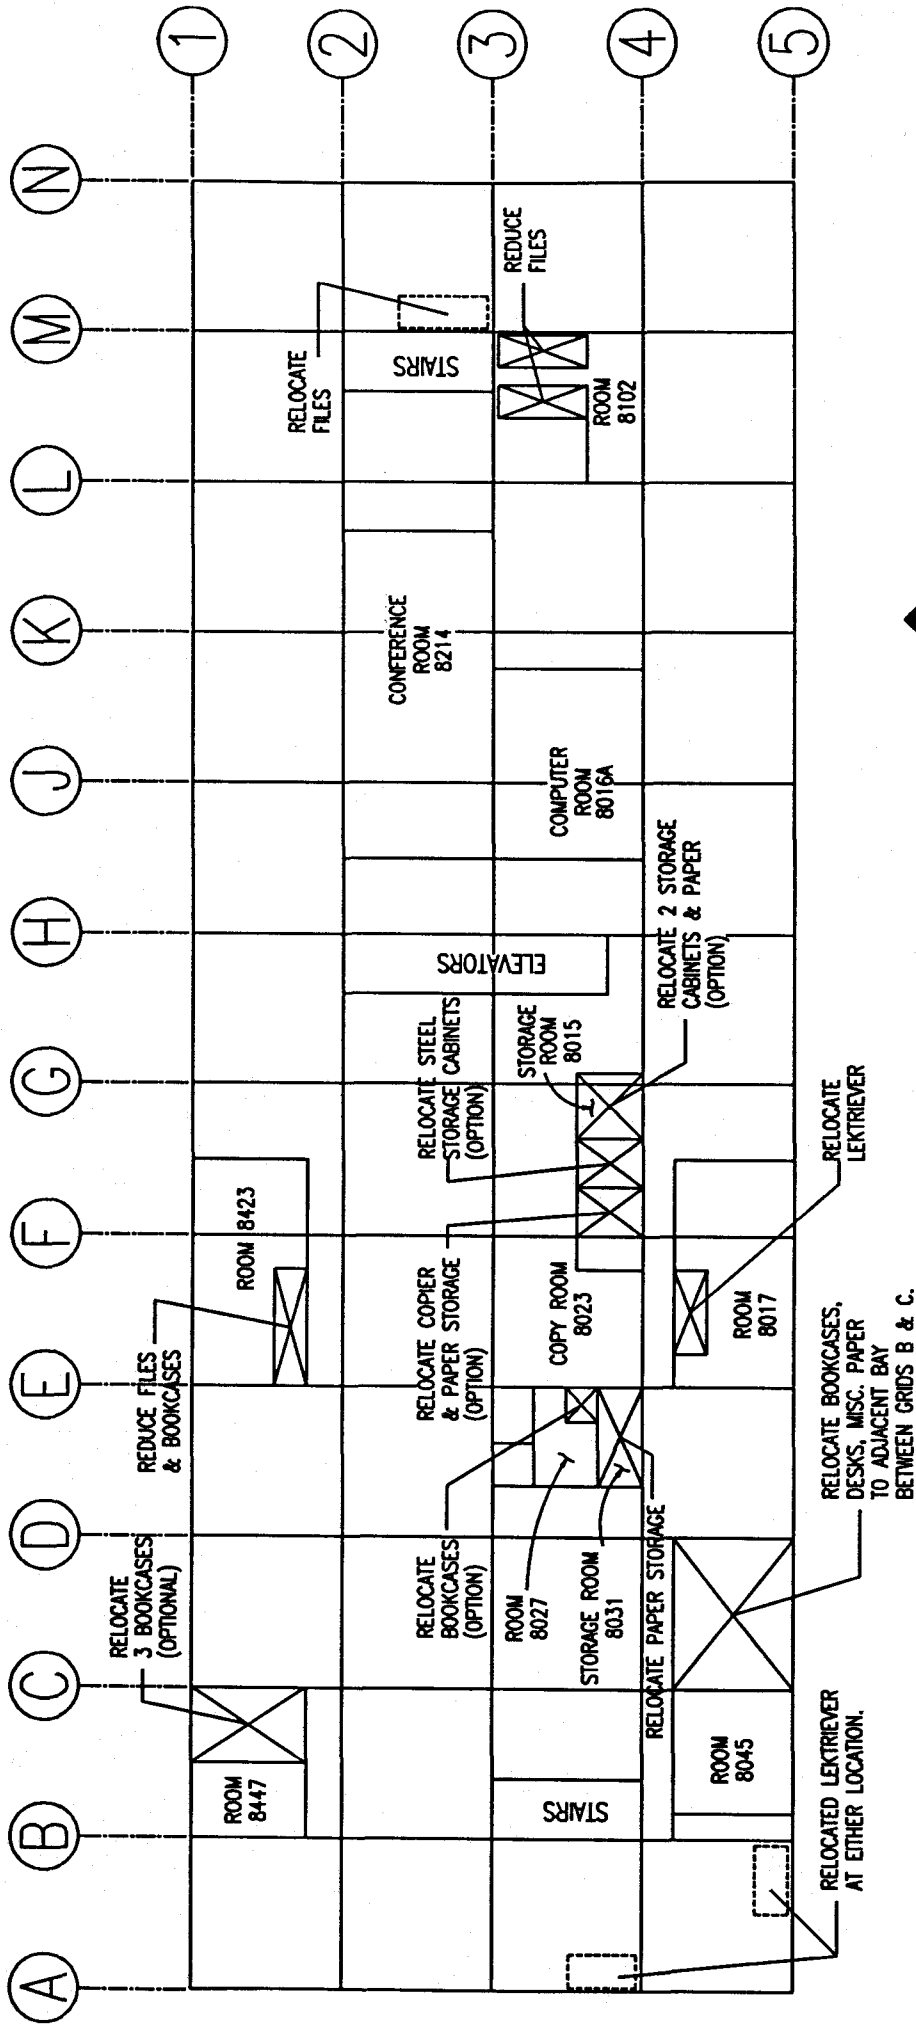 A
B
C
D
E
F
G
H
J
K
L
M
N
1
2
3
4
5
RELOCATE
3 BOOKCASES
(OPTIONAL)
REDUCE FILES
& BOOKCASES
ROOM
8447
ROOM 8423
RELOCATE
FILES
STAIRS
REDUCE
FILES
ROOM
8102
CONFERENCE
ROOM
8214
COMPUTER
ROOM
8016A
ELEVATORS
RELOCATE STEEL
STORAGE CABINETS
(OPTION)
STORAGE
ROOM
8015
RELOCATE 2 STORAGE
CABINETS & PAPER
(OPTION)
RELOCATE COPIER
& PAPER STORAGE
(OPTION)
COPY ROOM
8023
RELOCATE
BOOKCASES
(OPTION)
ROOM
8027
STORAGE ROOM
8031
RELOCATE PAPER STORAGE
STAIRS
ROOM
8045
ROOM
8017
RELOCATE
LEKTRIEVER
RELOCATE BOOKCASES,
DESKS, MISC. PAPER
TO ADJACENT BAY
BETWEEN GRIDS B & C.
RELOCATED LEKTRIEVER
AT EITHER LOCATION.